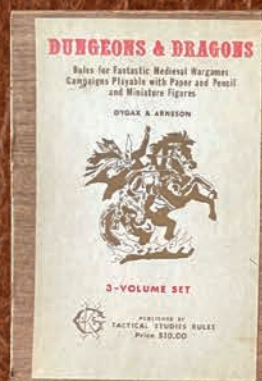 DUNGEONS & DRAGONS
Rules for Fantastic Medieval Wargames
Campaigns Playable with Paper and Pencil
and Miniature Figures
GYGAX & ARNESON
3-VOLUME SET
PUBLISHED BY
TACTICAL STUDIES RULES
Price $10.00